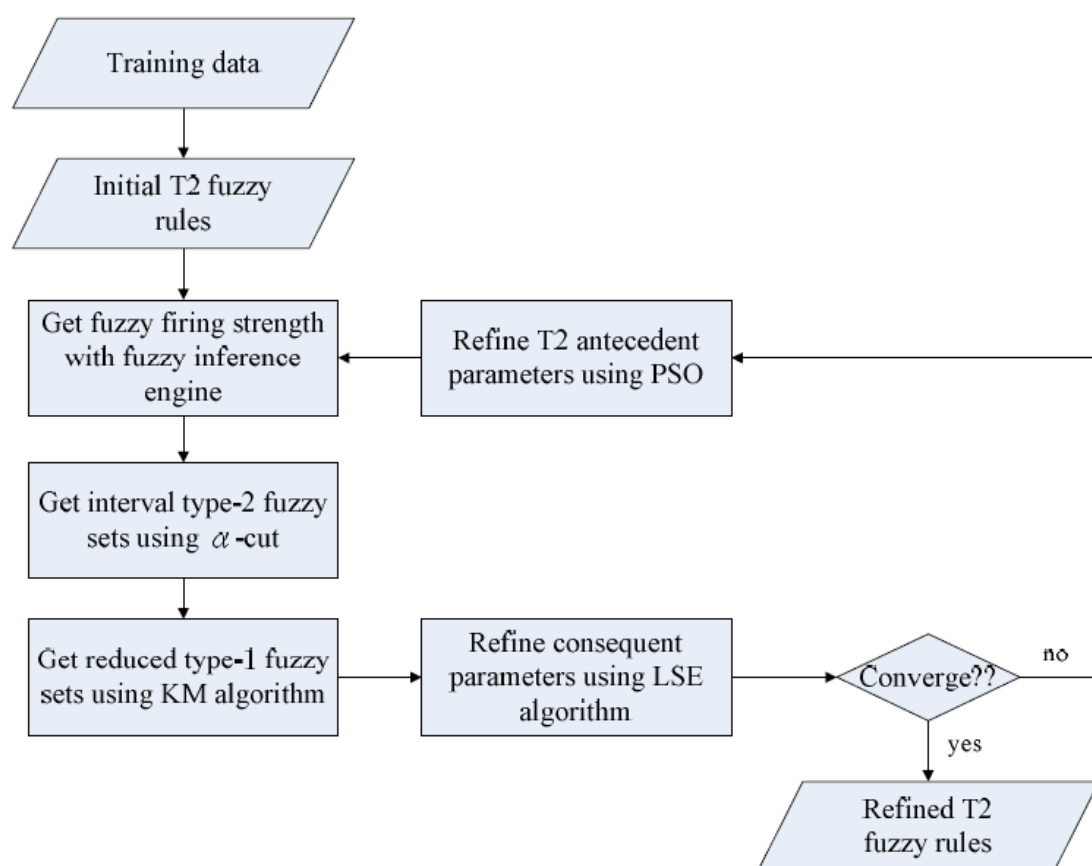 Training data
Initial T2 fuzzy
rules
Get fuzzy firing strength
with fuzzy inference
engine
Refine T2 antecedent
parameters using PSO
Get interval type-2 fuzzy
sets using α-cut
Get reduced type-1 fuzzy
sets using KM algorithm
Refine consequent
parameters using LSE
algorithm
Converge??
no
yes
Refined T2
fuzzy rules